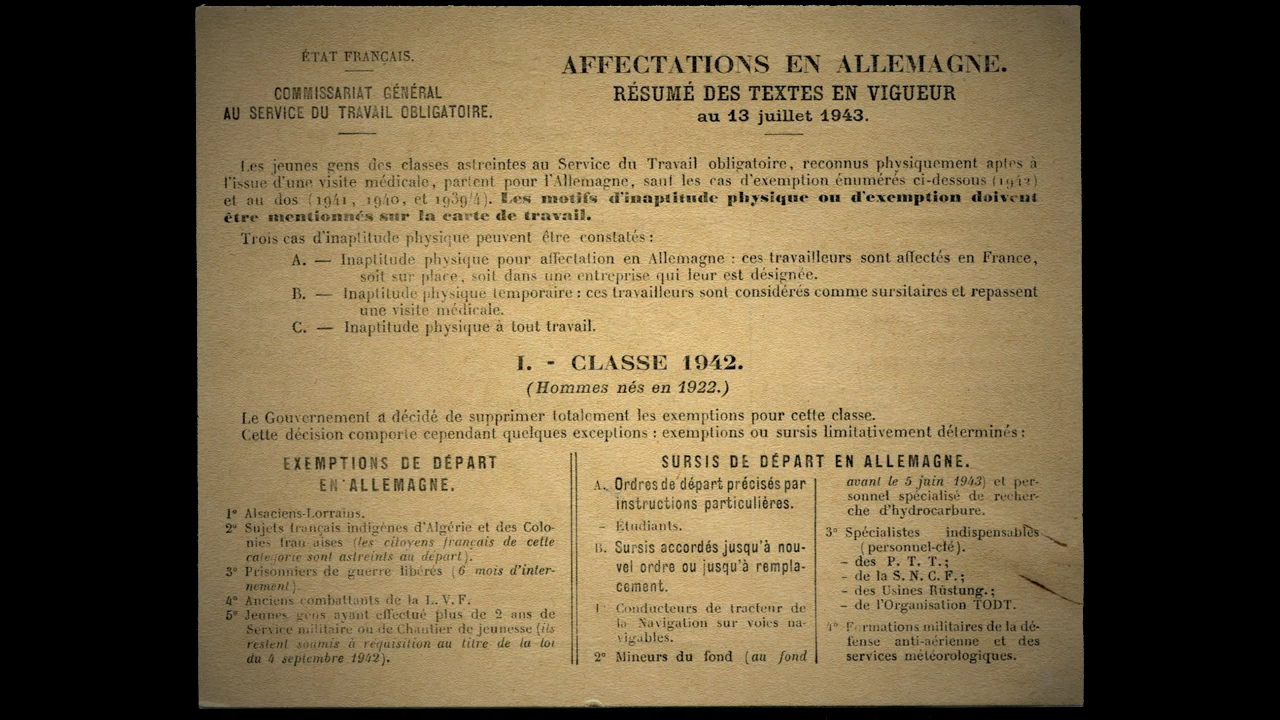 ÉTAT FRANÇAIS.
COMMISSARIAT GÉNÉRAL
AU SERVICE DU TRAVAIL OBLIGATOIRE.
AFFECTATIONS EN ALLEMAGNE.
RÉSUMÉ DES TEXTES EN VIGUEUR
au 13 juillet 1943.
Les jeunes gens des classes astreintes au Service du Travail obligatoire, reconnus physiquement aptes à
l'issue d'une visite médicale, partent pour l'Allemagne, sauf les cas d'exemption énumérés ci-dessous (1942)
et au dos (1941, 1940, et 1939/4). Les motifs d'inaptitude physique ou d'exemption doivent
être mentionnés sur la carte de travail.
Trois cas d'inaptitude physique peuvent être constatés :
A. — Inaptitude physique pour affectation en Allemagne : ces travailleurs sont affectés en France,
soit sur place, soit dans une entreprise qui leur est désignée.
B. — Inaptitude physique temporaire : ces travailleurs sont considérés comme sursitaires et repassent
une visite médicale.
C. — Inaptitude physique à tout travail.
I. - CLASSE 1942.
(Hommes nés en 1922.)
Le Gouvernement a décidé de supprimer totalement les exemptions pour cette classe.
Cette décision comporte cependant quelques exceptions : exemptions ou sursis limitativement déterminés :
EXEMPTIONS DE DÉPART
EN ALLEMAGNE.
1° Alsaciens-Lorrains.
2° Sujets français indigènes d'Algérie et des Colo-
nies françaises (les citoyens français de cette
catégorie sont astreints au départ).
3° Prisonniers de guerre libérés (6 mois d'inter-
nement).
4° Anciens combattants de la L. V. F.
5° Jeunes gens ayant effectué plus de 2 ans de
Service militaire ou de Chantier de jeunesse (ils
restent soumis à réquisition au titre de la loi
du 4 septembre 1942).
SURSIS DE DÉPART EN ALLEMAGNE.
A. Ordres de départ précisés par
instructions particulières.
- Étudiants.
B. Sursis accordés jusqu'à nou-
vel ordre ou jusqu'à rempla-
cement.
1° Conducteurs de tracteur de
la Navigation sur voies na-
vigables.
2° Mineurs du fond (au fond
avant le 5 juin 1943) et per-
sonnel spécialisé de recher-
che d'hydrocarbure.
3° Spécialistes indispensables
(personnel-clé).
- des P. T. T.;
- de la S. N. C. F.;
- des Usines Rüstung.;
- de l'Organisation TODT.
4° Formations militaires de la dé-
fense anti-aérienne et des
services météorologiques.